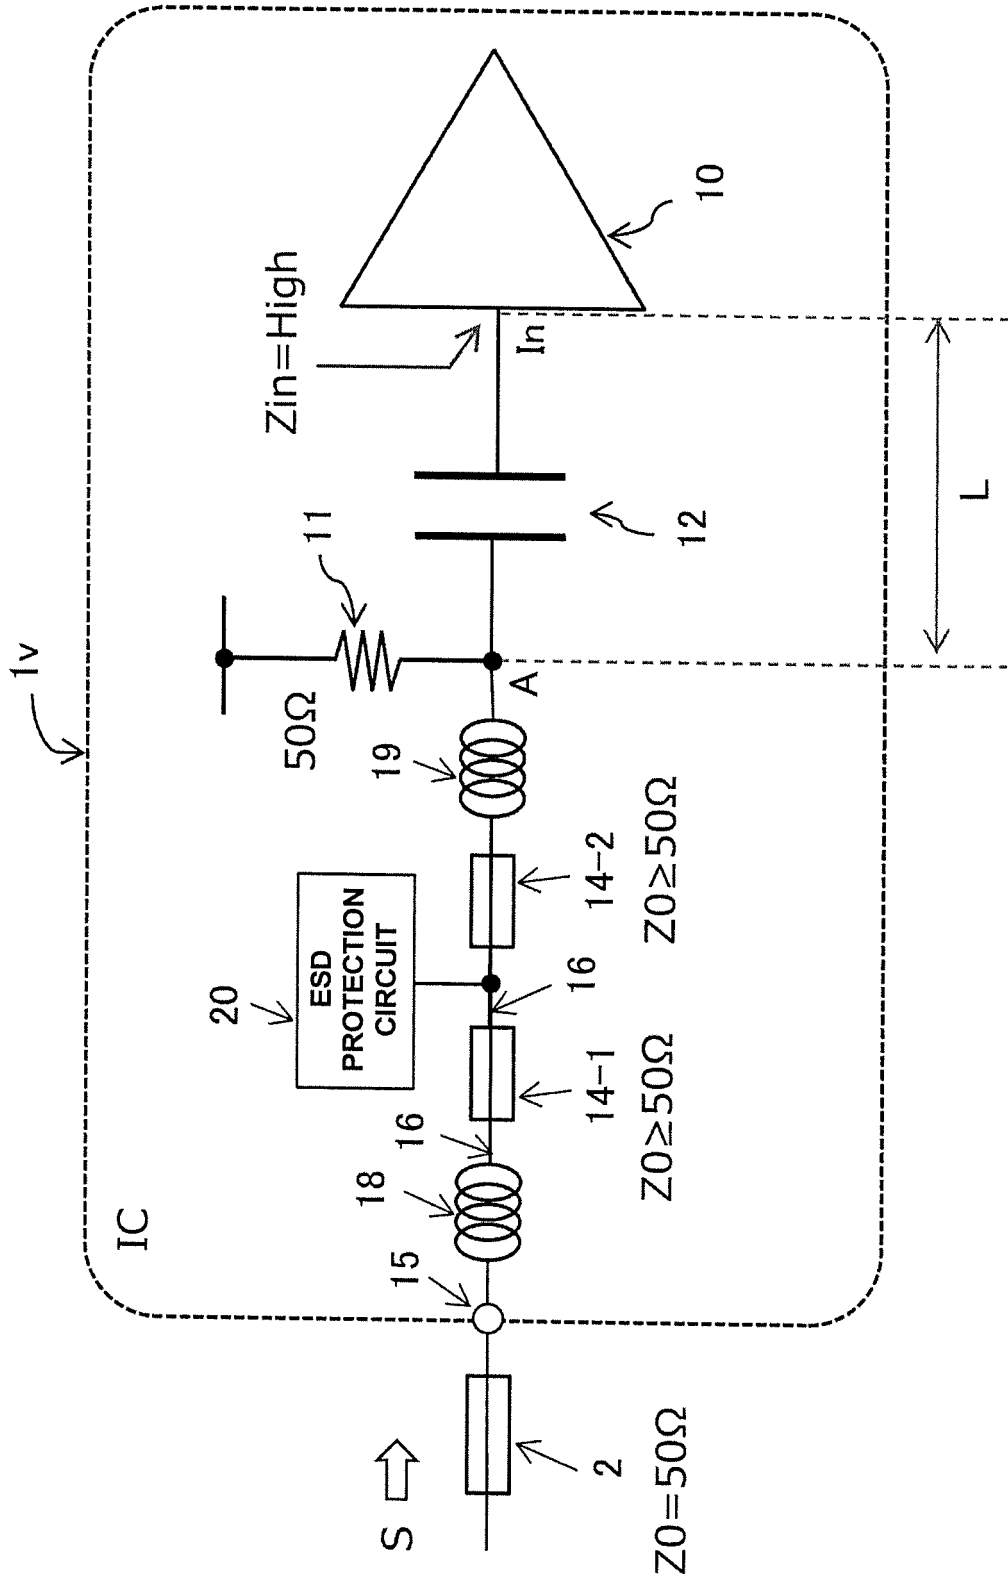 1v
IC
Zin=High
50Ω
11
20
ESD
PROTECTION
CIRCUIT
19
18
16
15
S
A
In
10
12
16
14-2
Z0≥50Ω
14-1
Z0≥50Ω
2
Z0=50Ω
L